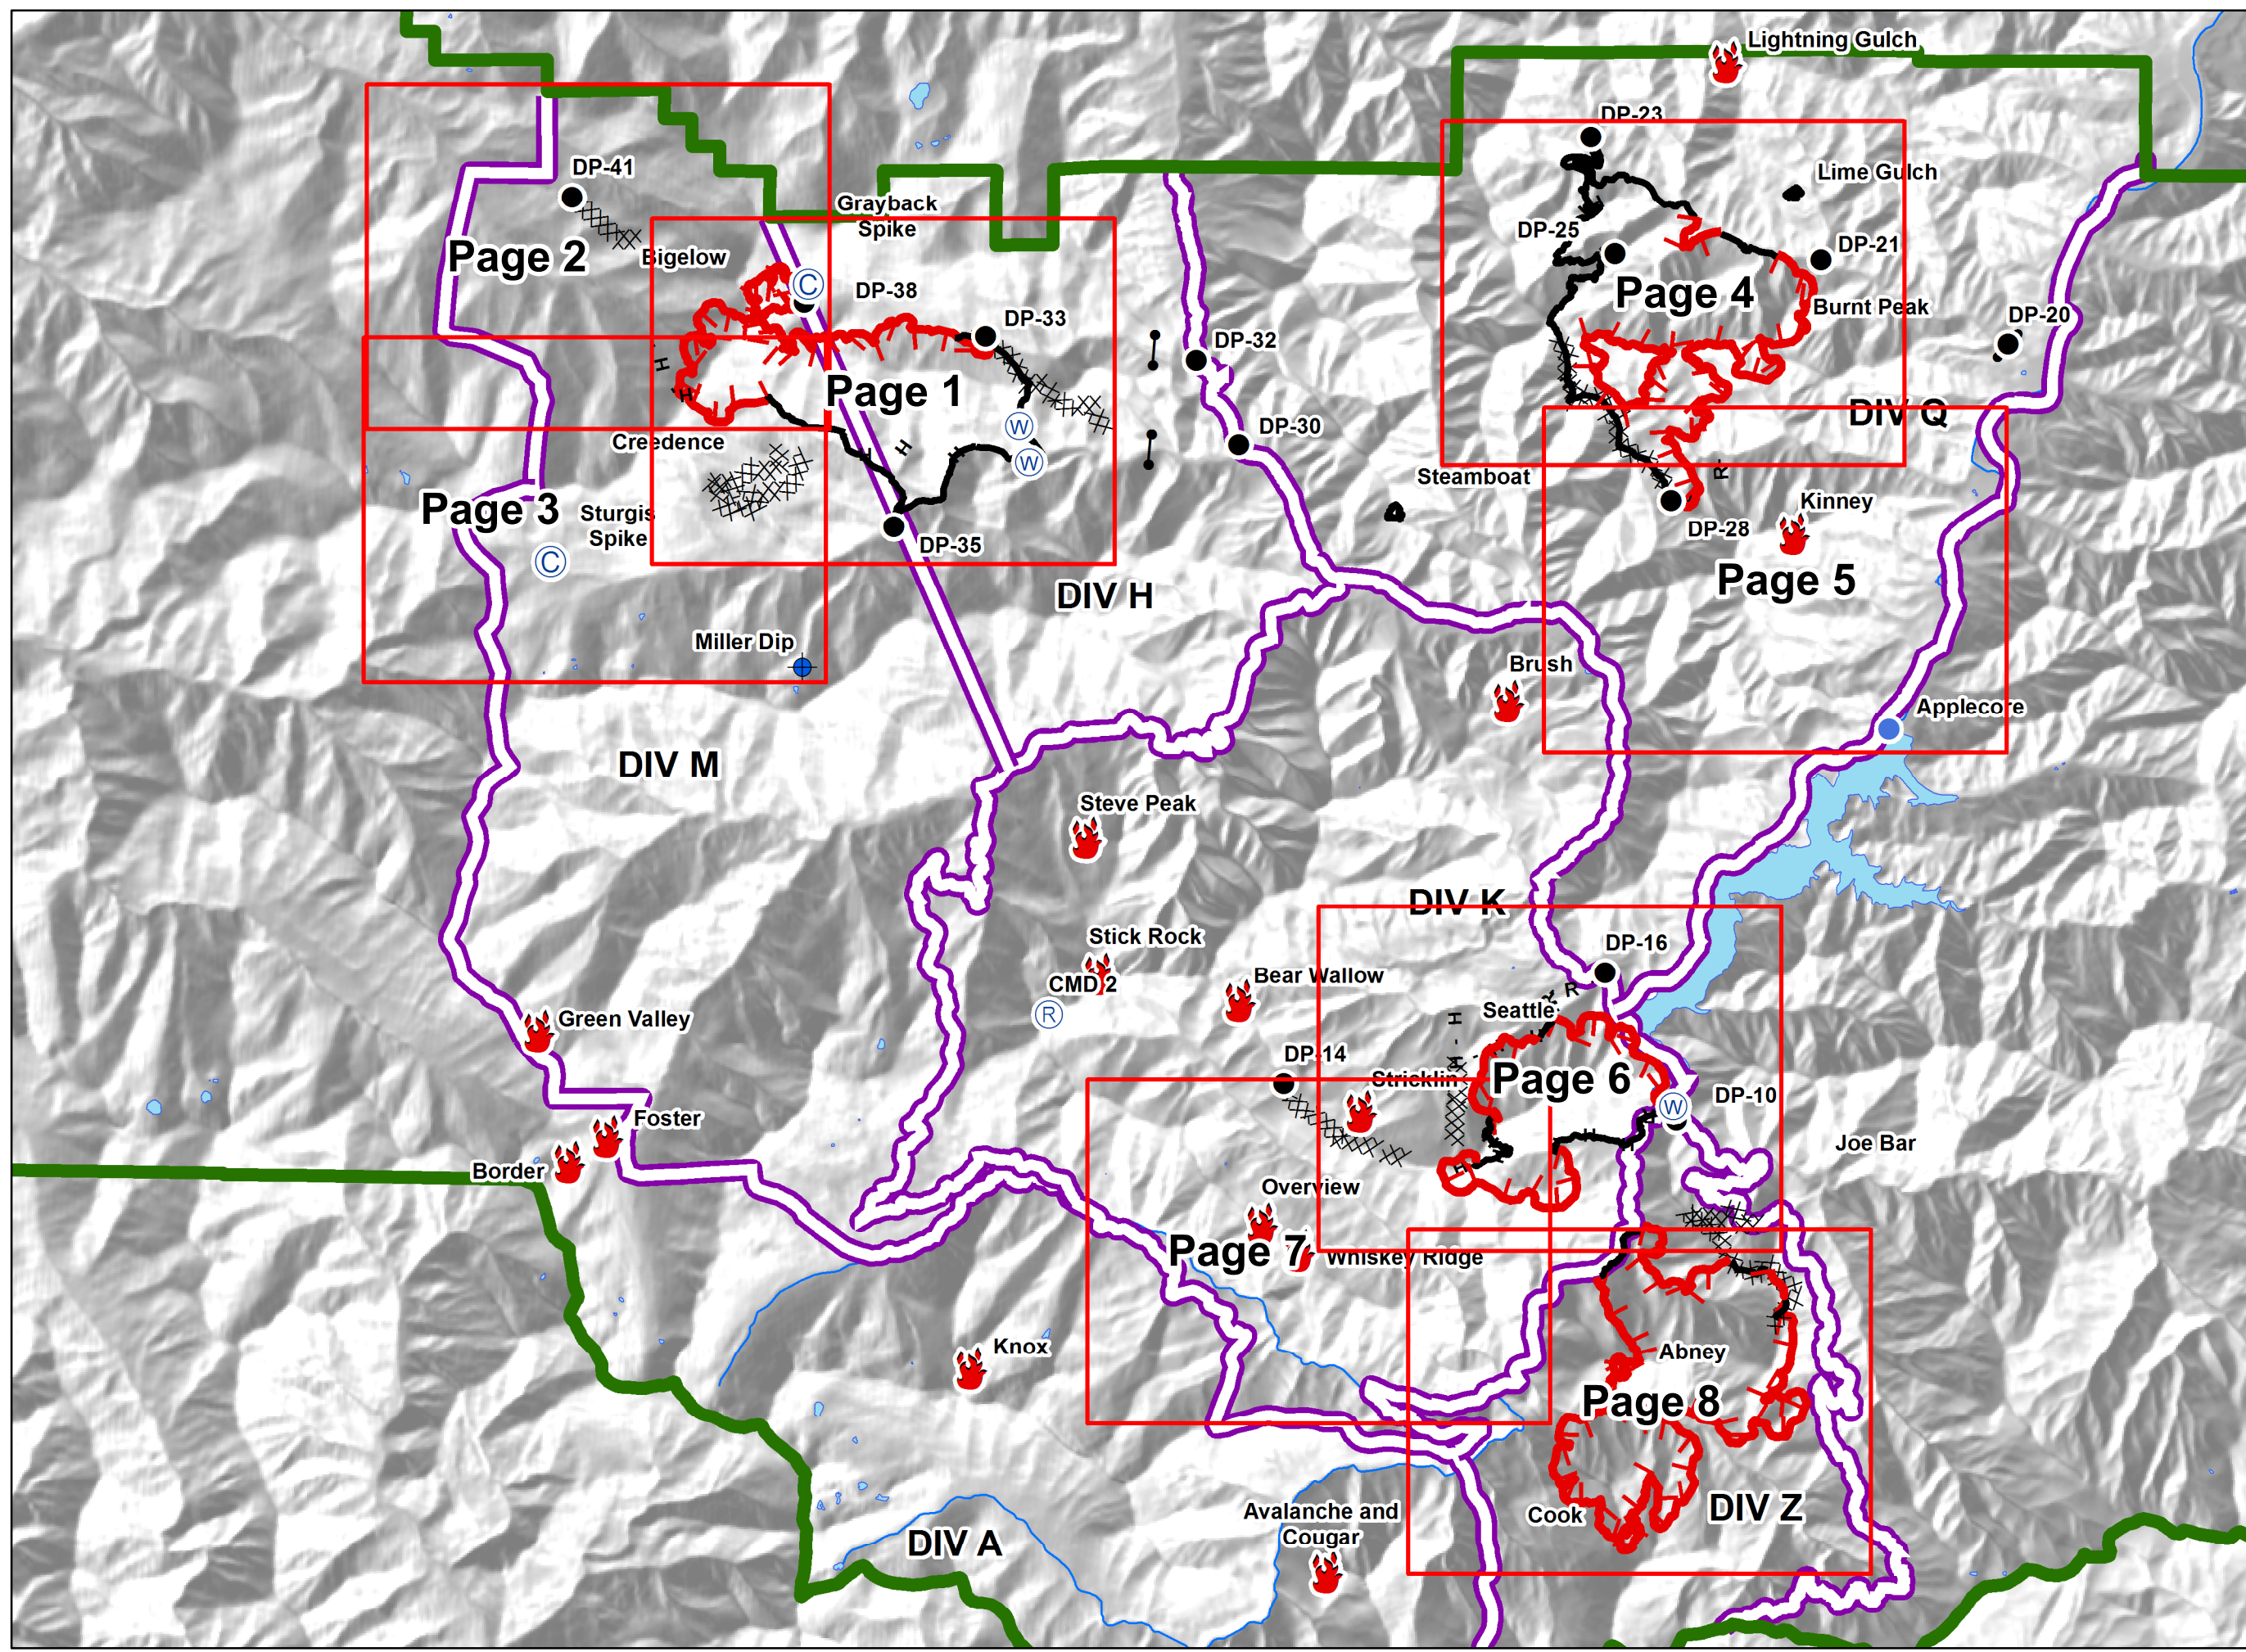 Lightning Gulch
DP-23
DP-41
Lime Gulch
Grayback
Spike
DP-25
DP-21
Page 2
Bigelow
C
DP-38
Page 4
Burnt Peak
DP-33
DP-20
DP-32
H
H
Page 1
W
DP-30
DIV Q
Creedence
H
H
W
Steamboat
R
Page 3
Sturgis
Spike
Kinney
DP-28
DP-35
C
Page 5
DIV H
Miller Dip
Brush
Applecore
DIV M
Steve Peak
DIV K
Stick Rock
DP-16
CMD 2
Bear Wallow
R
R
Seattle
H
Green Valley
H
DP-14
Stricklin
Page 6
DP-10
W
Foster
Joe Bar
Border
H
Overview
Page 7
Whiskey Ridge
Knox
Abney
Page 8
Avalanche and
Cougar
Cook
DIV Z
DIV A